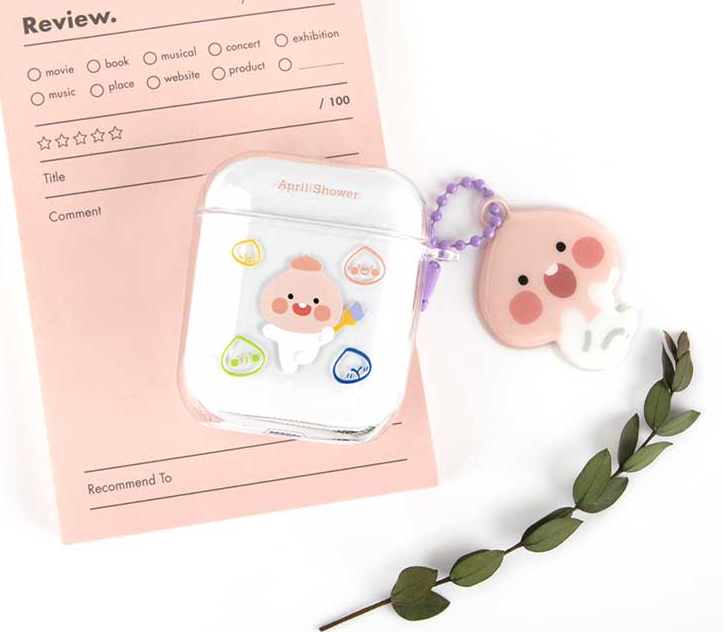 Review.
movie book musical concert exhibition
music place website product
/ 100
Title
Comment
April Shower
Recommend To